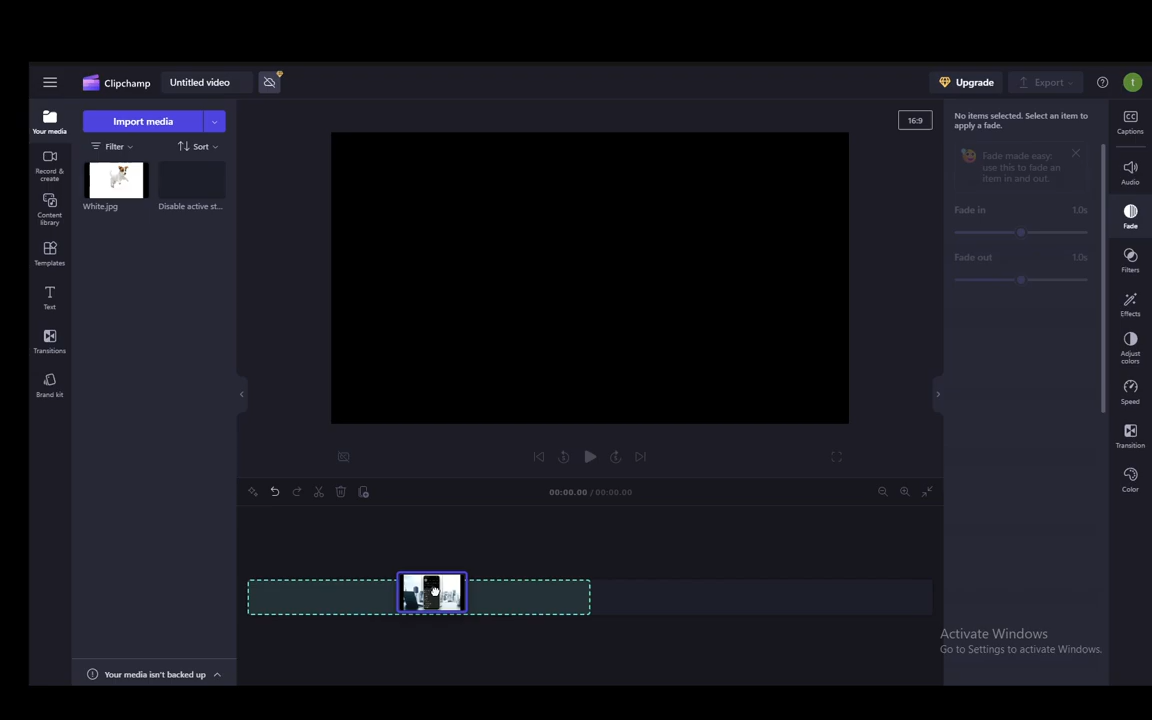 Clipchamp
Untitled video
Upgrade
Export
t
Your media
Import media
16:9
No items selected. Select an item to
apply a fade.
Captions
Filter
Sort
Fade made easy:
use this to fade an
item in and out.
Record &
create
Audio
White.jpg
Disable active st...
Content
library
Fade in
1.0s
Fade
Templates
Fade out
1.0s
Filters
Text
Effects
Transitions
Adjust
colors
Brand kit
Speed
Transition
Color
00:00.00 / 00:00.00
Activate Windows
Go to Settings to activate Windows.
Your media isn't backed up